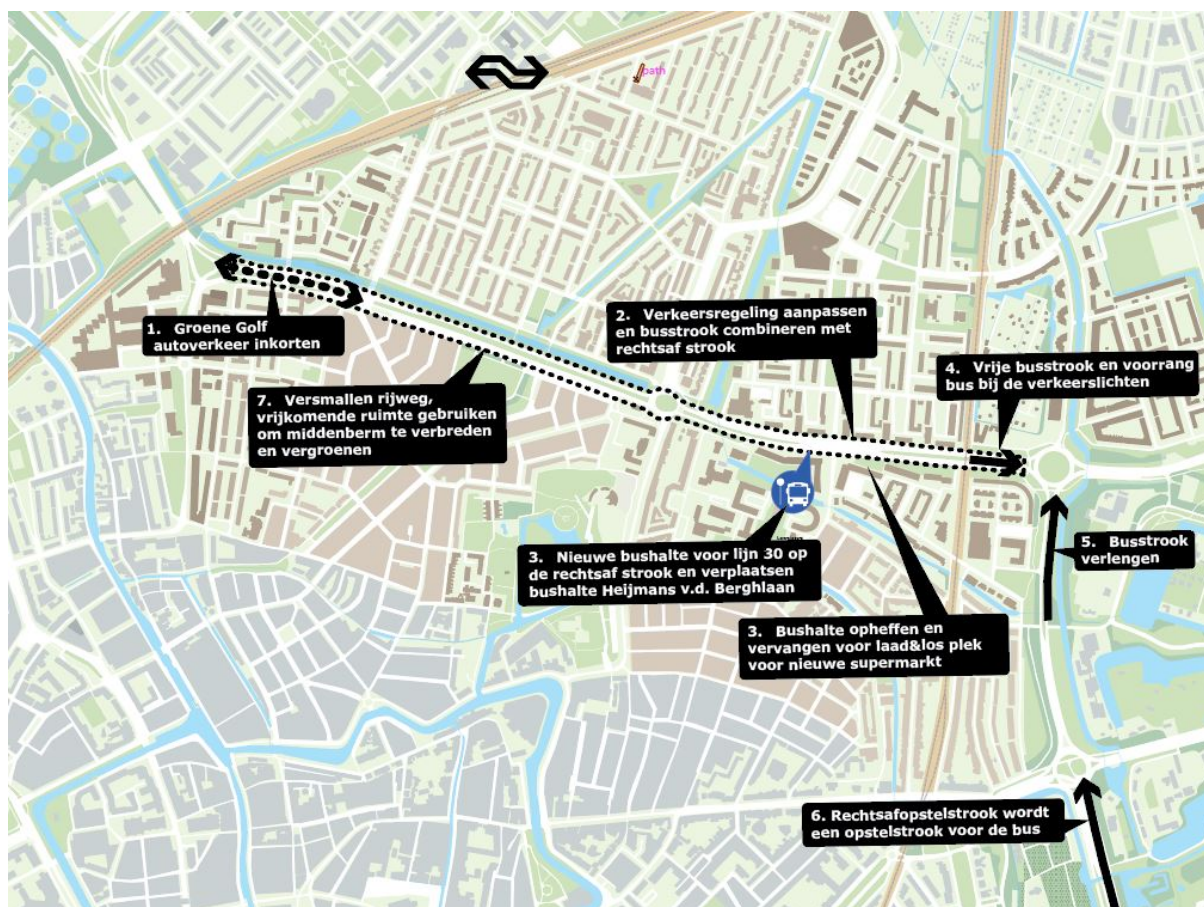 path
1. Groene Golf
autoverkeer inkorten
2. Verkeersregeling aanpassen
en busstrook combineren met
rechtsaf strook
4. Vrije busstrook en voorrang
bus bij de verkeerslichten
7. Versmallen rijweg,
vrijkomende ruimte gebruiken
om middenberm te verbreden
en vergroenen
3. Nieuwe bushalte voor lijn 30 op
de rechtsaf strook en verplaatsen
bushalte Heijmans v.d. Berghlaan
5. Busstrook
verlengen
3. Bushalte opheffen en
vervangen voor laad&los plek
voor nieuwe supermarkt
6. Rechtsafopstelstrook wordt
een opstelstrook voor de bus